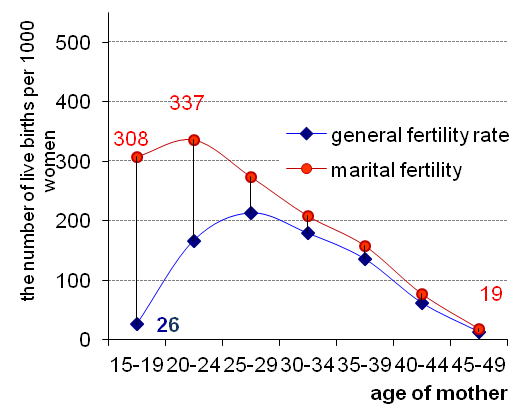 the number of live births per 1000
women
500
400
300
200
100
0
337
308
26
19
general fertility rate
marital fertility
15-19 20-24 25-29 30-34 35-39 40-44 45-49
age of mother